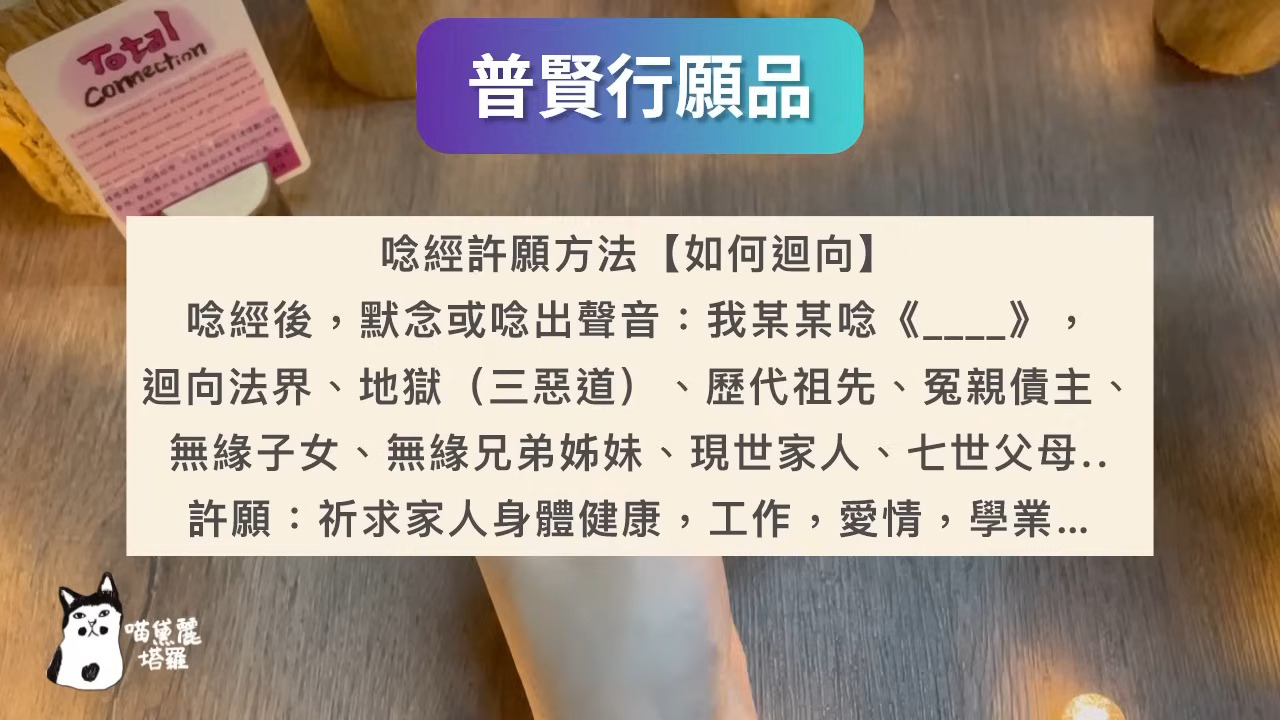 Total
Connection
普賢行願品
唸經許願方法【如何迴向】
唸經後，默念或唸出聲音：我某某唸《____》，
迴向法界、地獄（三惡道）、歷代祖先、冤親債主、
無緣子女、無緣兄弟姊妹、現世家人、七世父母..
許願：祈求家人身體健康，工作，愛情，學業...
喵黛麗
塔羅